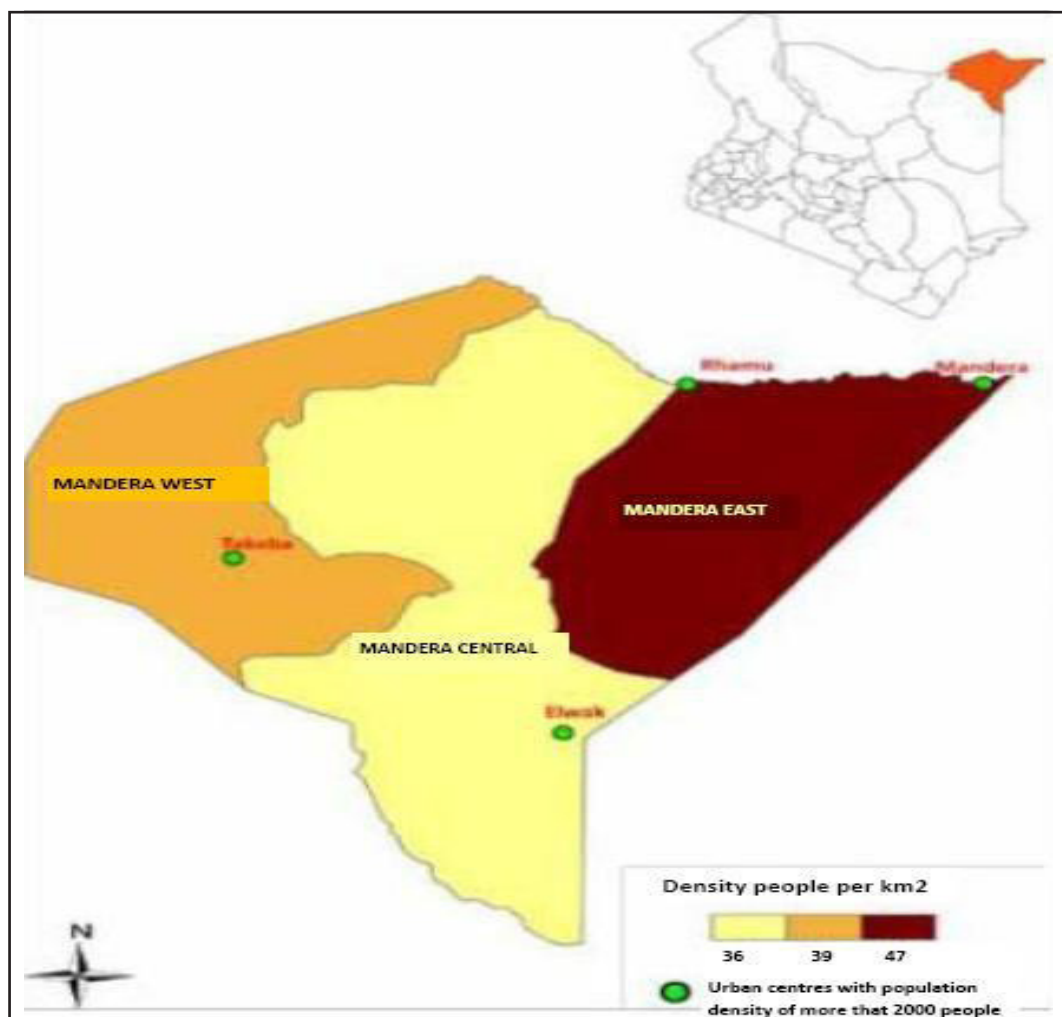 Rhamu
Mandera
MANDERA WEST
MANDERA EAST
Takaba
MANDERA CENTRAL
Elwak
Density people per km2
36 39 47
N
Urban centres with population
density of more that 2000 people